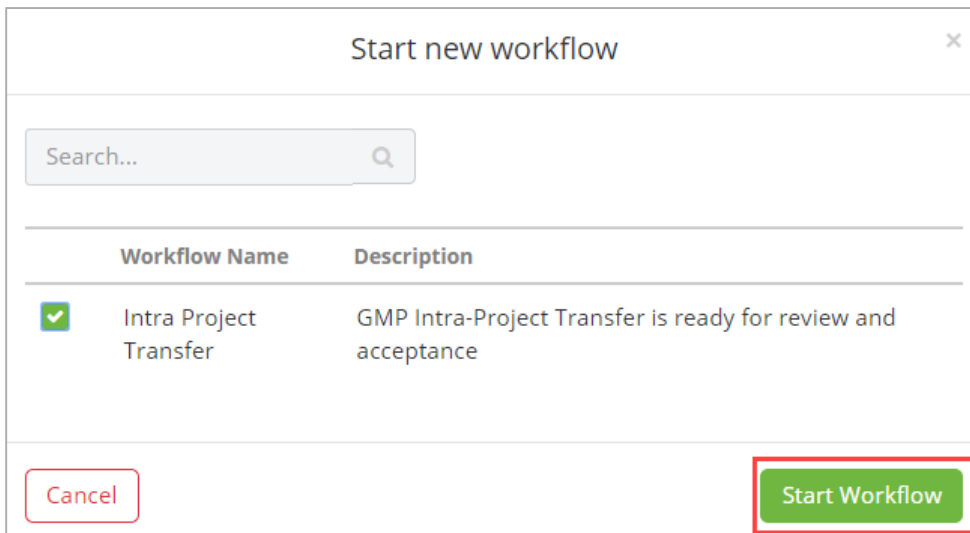 Start new workflow
×
Search...
Workflow Name Description
Intra Project Transfer
GMP Intra-Project Transfer is ready for review and acceptance
Cancel Start Workflow